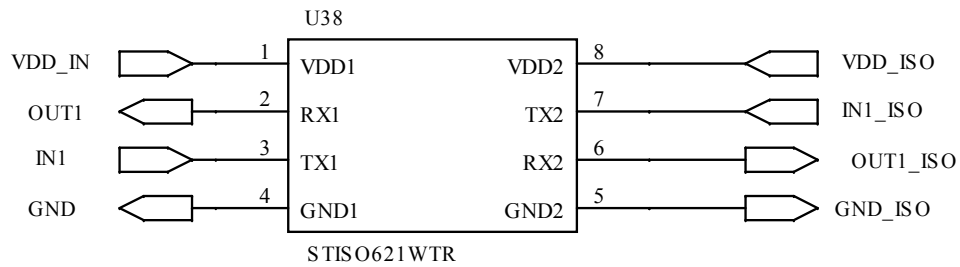 U38
VDD_IN 1 VDD1 VDD2 8 VDD_ISO
OUT1 2 RX1 TX2 7 IN1_ISO
IN1 3 TX1 RX2 6 OUT1_ISO
GND 4 GND1 GND2 5 GND_ISO
STISO621WTR